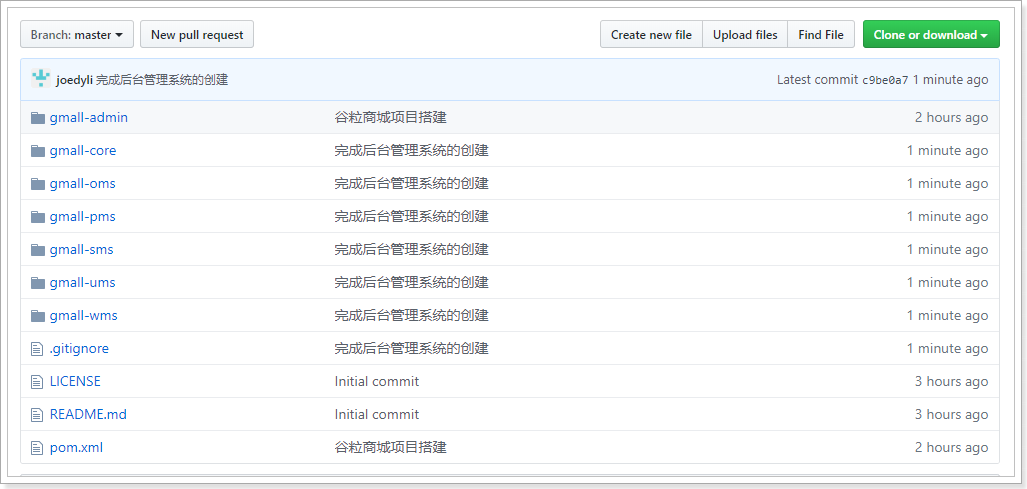 Branch: master New pull request Create new file Upload files Find File Clone or download
joedyli 完成后台管理系统的创建 Latest commit c9be0a7 1 minute ago
gmall-admin 谷粒商城项目搭建 2 hours ago
gmall-core 完成后台管理系统的创建 1 minute ago
gmall-oms 完成后台管理系统的创建 1 minute ago
gmall-pms 完成后台管理系统的创建 1 minute ago
gmall-sms 完成后台管理系统的创建 1 minute ago
gmall-ums 完成后台管理系统的创建 1 minute ago
gmall-wms 完成后台管理系统的创建 1 minute ago
.gitignore 完成后台管理系统的创建 1 minute ago
LICENSE Initial commit 3 hours ago
README.md Initial commit 3 hours ago
pom.xml 谷粒商城项目搭建 2 hours ago